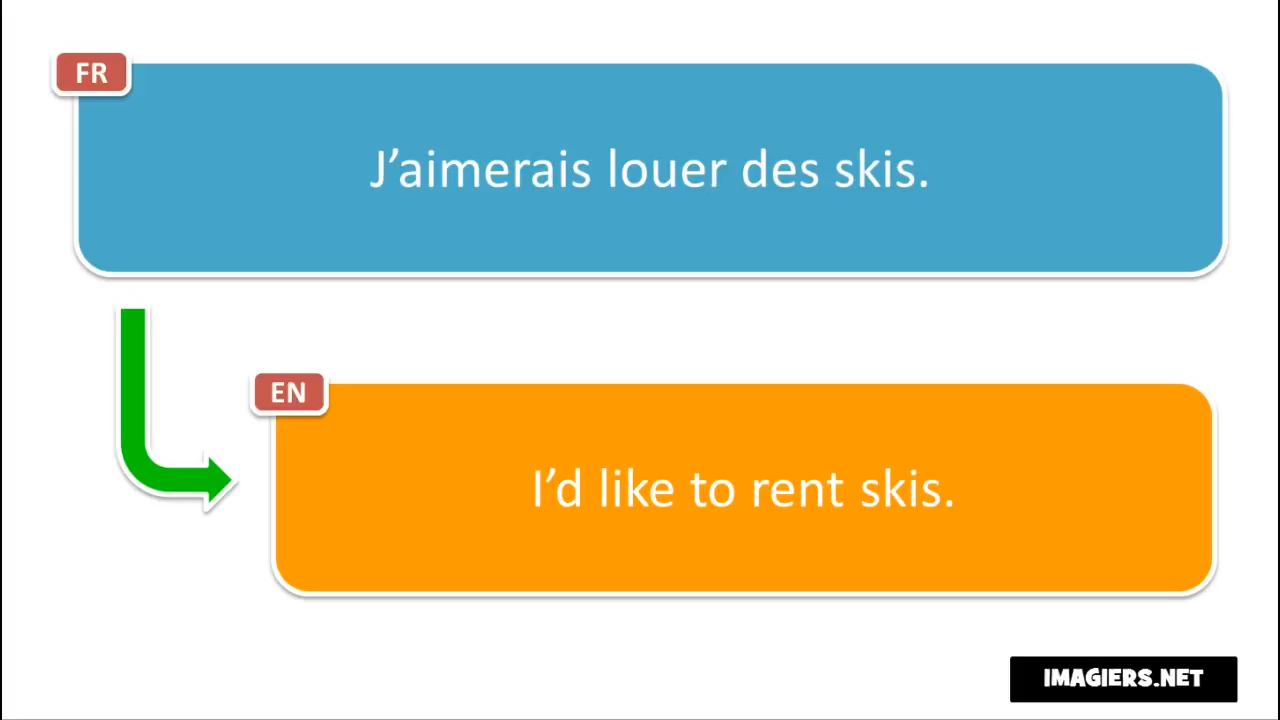 FR
J’aimerais louer des skis.
EN
I’d like to rent skis.
IMAGIERS.NET